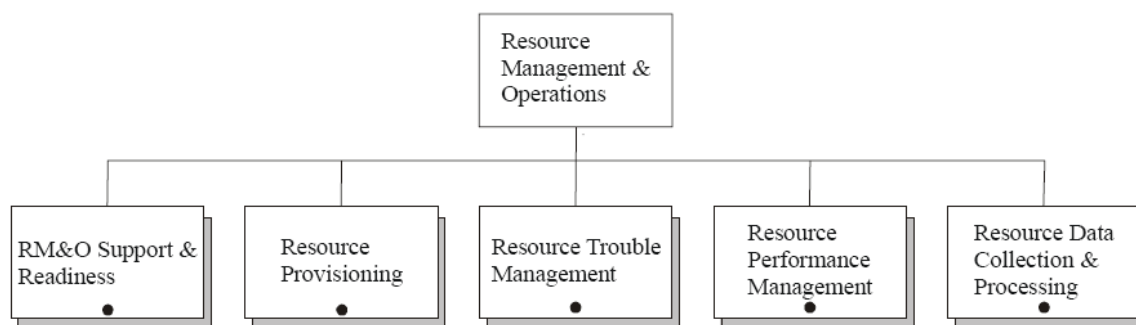 Resource
Management &
Operations
RM&O Support &
Readiness
Resource
Provisioning
Resource Trouble
Management
Resource
Performance
Management
Resource Data
Collection &
Processing